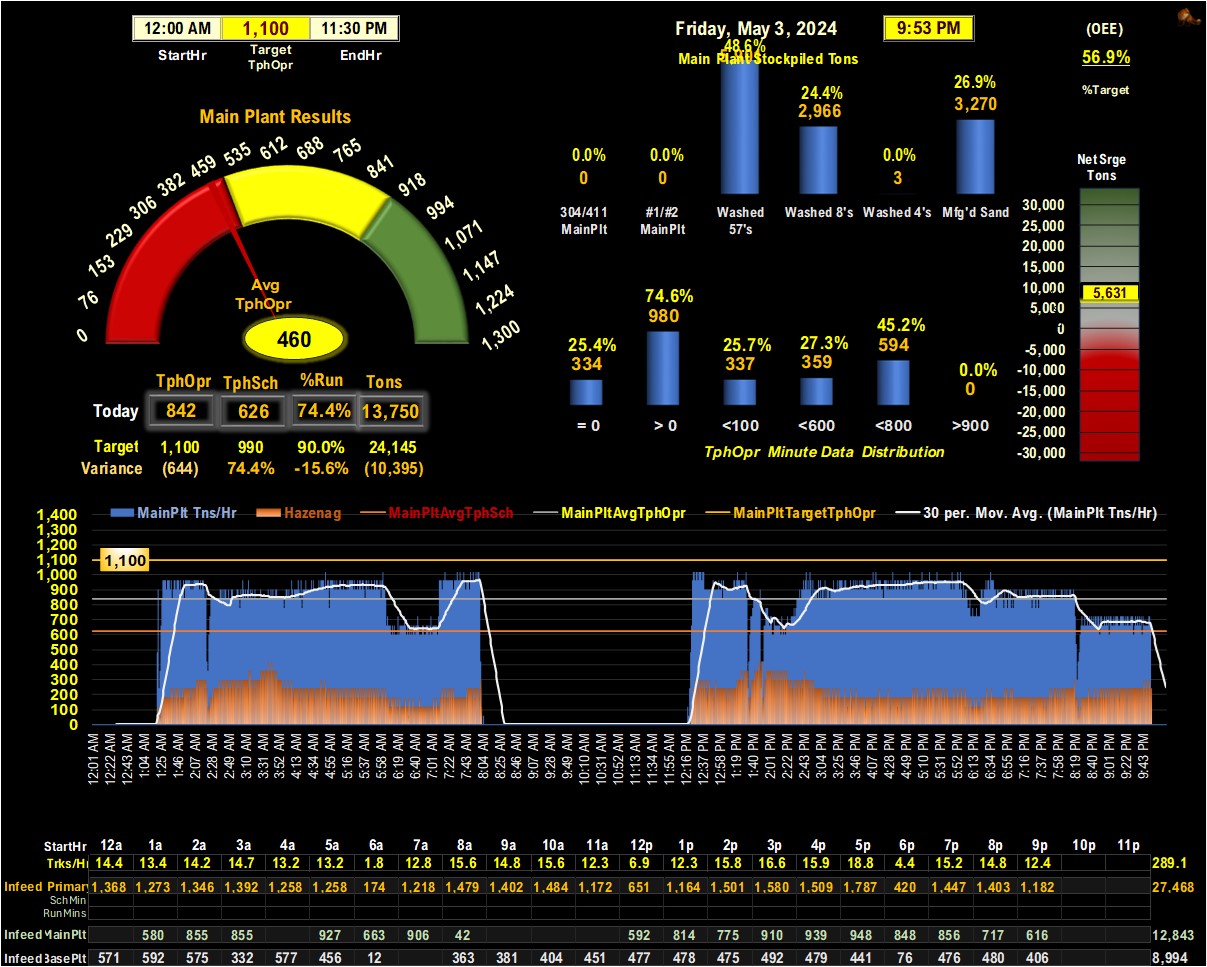 12:00 AM 1,100 11:30 PM
StartHr Target TphOpr EndHr
Friday, May 3, 2024 9:53 PM
(OEE)
56.9%
%Target
Main Plant Stockpiled Tons
48.6% 24.4% 26.9%
2,966 3,270
0.0% 0.0% 0.0%
0 0 3
304/411 MainPlt #1/#2 MainPlt Washed 57's Washed 8's Washed 4's Mfg'd Sand
Main Plant Results
0 76 153 229 306 382 459 535 612 688 765 841 918 994 1,071 1,147 1,224 1,300
Avg
TphOpr
460
TphOpr TphSch %Run Tons
Today 842 626 74.4% 13,750
Target 1,100 990 90.0% 24,145
Variance (644) 74.4% -15.6% (10,395)
25.4% 74.6% 25.7% 27.3% 45.2% 0.0%
334 980 337 359 594 0
= 0 > 0 <100 <600 <800 >900
TphOpr Minute Data Distribution
Net Srge
Tons
30,000
25,000
20,000
15,000
10,000
5,631
5,000
0
-5,000
-10,000
-15,000
-20,000
-25,000
-30,000
MainPlt Tns/Hr Hazenag MainPltAvgTphSch MainPltAvgTphOpr MainPltTargetTphOpr 30 per. Mov. Avg. (MainPlt Tns/Hr)
1,400
1,300
1,200
1,100
1,100
1,000
900
800
700
600
500
400
300
200
100
0
12:01 AM 12:22 AM 12:43 AM 1:04 AM 1:25 AM 1:46 AM 2:07 AM 2:28 AM 2:49 AM 3:10 AM 3:31 AM 3:52 AM 4:13 AM 4:34 AM 4:55 AM 5:16 AM 5:37 AM 5:58 AM 6:19 AM 6:40 AM 7:01 AM 7:22 AM 7:43 AM 8:04 AM 8:25 AM 8:46 AM 9:07 AM 9:28 AM 9:49 AM 10:10 AM 10:31 AM 10:52 AM 11:13 AM 11:34 AM 11:55 AM 12:16 PM 12:37 PM 12:58 PM 1:19 PM 1:40 PM 2:01 PM 2:22 PM 2:43 PM 3:04 PM 3:25 PM 3:46 PM 4:07 PM 4:28 PM 4:49 PM 5:10 PM 5:31 PM 5:52 PM 6:13 PM 6:34 PM 6:55 PM 7:16 PM 7:37 PM 7:58 PM 8:19 PM 8:40 PM 9:01 PM 9:22 PM 9:43 PM
StartHr 12a 1a 2a 3a 4a 5a 6a 7a 8a 9a 10a 11a 12p 1p 2p 3p 4p 5p 6p 7p 8p 9p 10p 11p
Trks/Hr 14.4 13.4 14.2 14.7 13.2 13.2 1.8 12.8 15.6 14.8 15.6 12.3 6.9 12.3 15.8 16.6 15.9 18.8 4.4 15.2 14.8 12.4 289.1
Infeed Primary 1,368 1,273 1,346 1,392 1,258 1,258 174 1,218 1,479 1,402 1,484 1,172 651 1,164 1,501 1,580 1,509 1,787 420 1,447 1,403 1,182 27,468
SchMin
RunMins
Infeed MainPlt 580 855 855 927 663 906 42 592 814 775 910 939 948 848 856 717 616 12,843
Infeed BasePlt 571 592 575 332 577 456 12 363 381 404 451 477 478 475 492 479 441 76 476 480 406 8,994